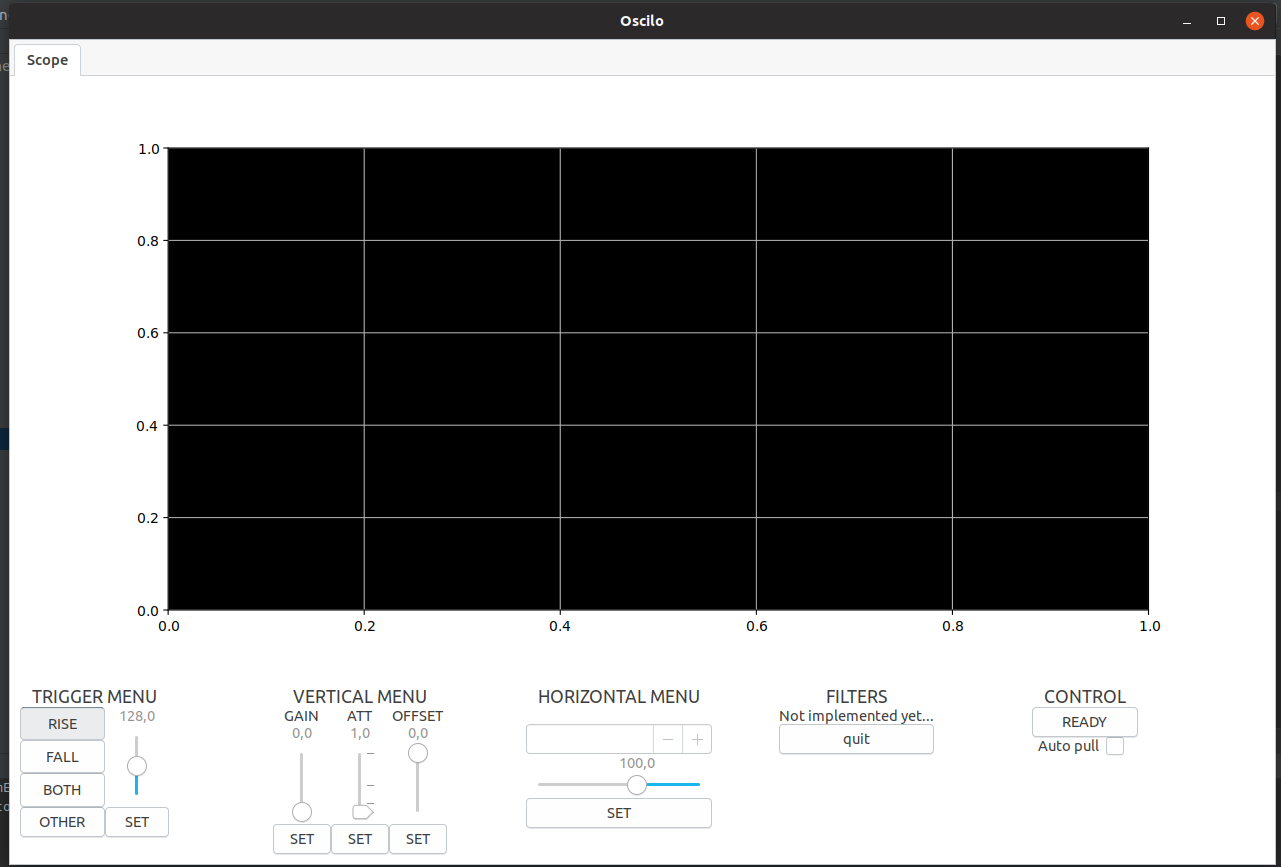 Oscilo
Scope
1.0
0.8
0.6
0.4
0.2
0.0
0.0 0.2 0.4 0.6 0.8 1.0
TRIGGER MENU
RISE
128,0
FALL
BOTH
OTHER
SET
VERTICAL MENU
GAIN ATT OFFSET
0,0 1,0 0,0
SET SET SET
HORIZONTAL MENU
100,0
SET
FILTERS
Not implemented yet...
quit
CONTROL
READY
Auto pull